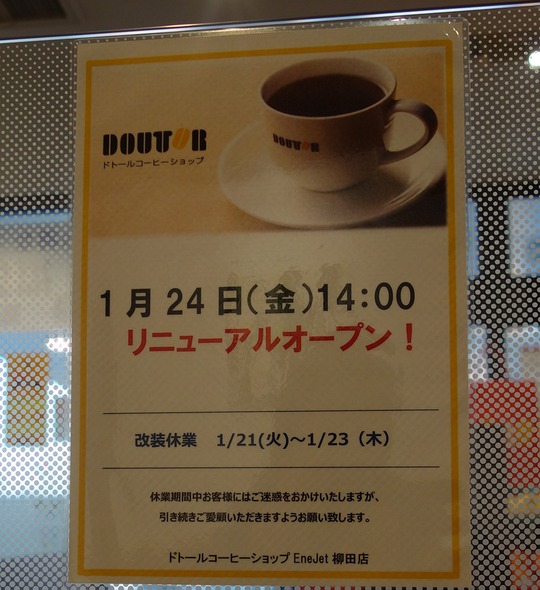 DOUTOR
ドトールコーヒーショップ
DOUTOR
1月24日(金)14:00
リニューアルオープン！
改装休業　1/21(火)～1/23（木）
休業期間中お客様にはご迷惑をおかけいたしますが、
引き続きご愛顧いただきますようお願い致します。
ドトールコーヒーショップ EneJet 柳田店